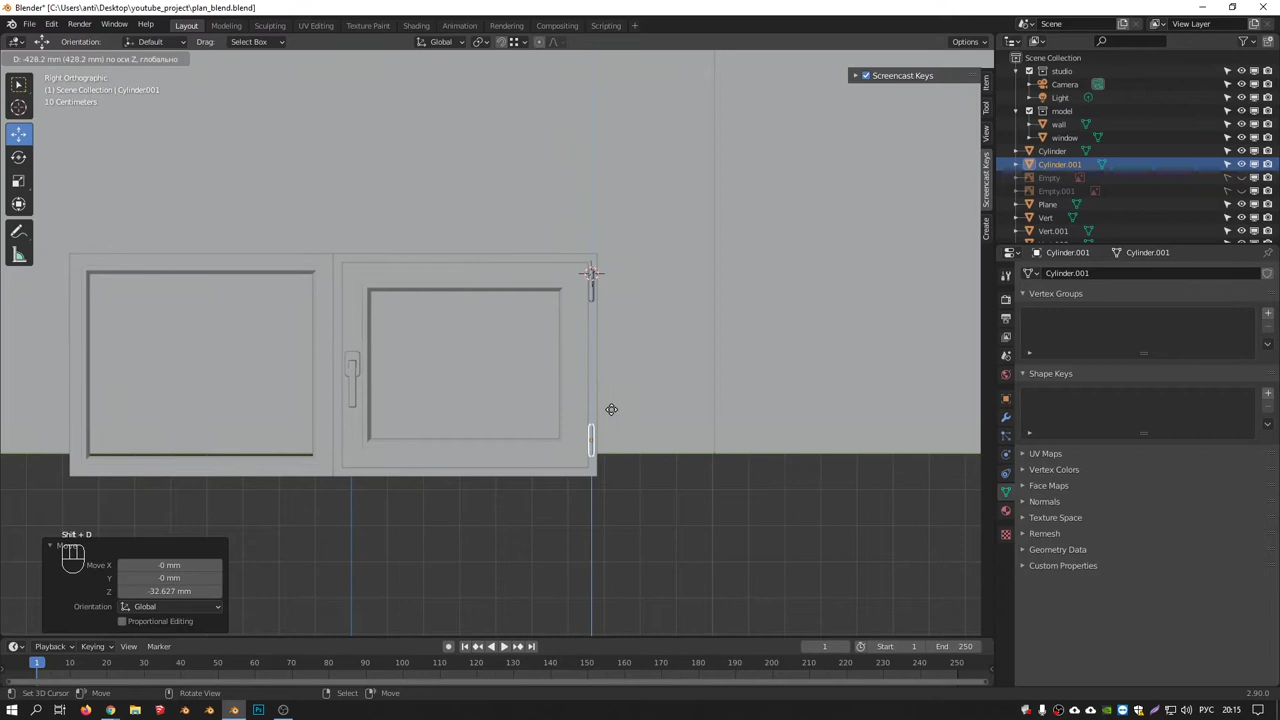 Blender* [C:\Users\anti\Desktop\youtube_project\plan_blend.blend]
File Edit Render Window Help Layout Modeling Sculpting UV Editing Texture Paint Shading Animation Rendering Compositing Scripting Scene View Layer
Orientation: Default Drag: Select Box Global Options
D: -428.2 mm (428.2 mm) по оси Z, глобально
Right Orthographic
(1) Scene Collection | Cylinder001
10 Centimeters
Screencast Keys
Item
Tool
View
Screencast Keys
Create
Scene Collection
studio
Camera
Light
model
wall
window
Cylinder
Cylinder.001
Empty
Empty.001
Plane
Vert
Vert.001
Cylinder.001 Cylinder.001
Cylinder.001
Vertex Groups
Shape Keys
UV Maps
Vertex Colors
Face Maps
Normals
Texture Space
Remesh
Geometry Data
Custom Properties
Shift + D
Move X -0 mm
Y -0 mm
Z -32.627 mm
Orientation Global
Proportional Editing
Playback Keying View Marker 1 Start 1 End 250
1 10 20 30 40 50 60 70 80 90 100 110 120 130 140 150 160 170 180 190 200 210 220 230 240 250
Set 3D Cursor Move Rotate View Select Move 2.90.0
РУС 20:15